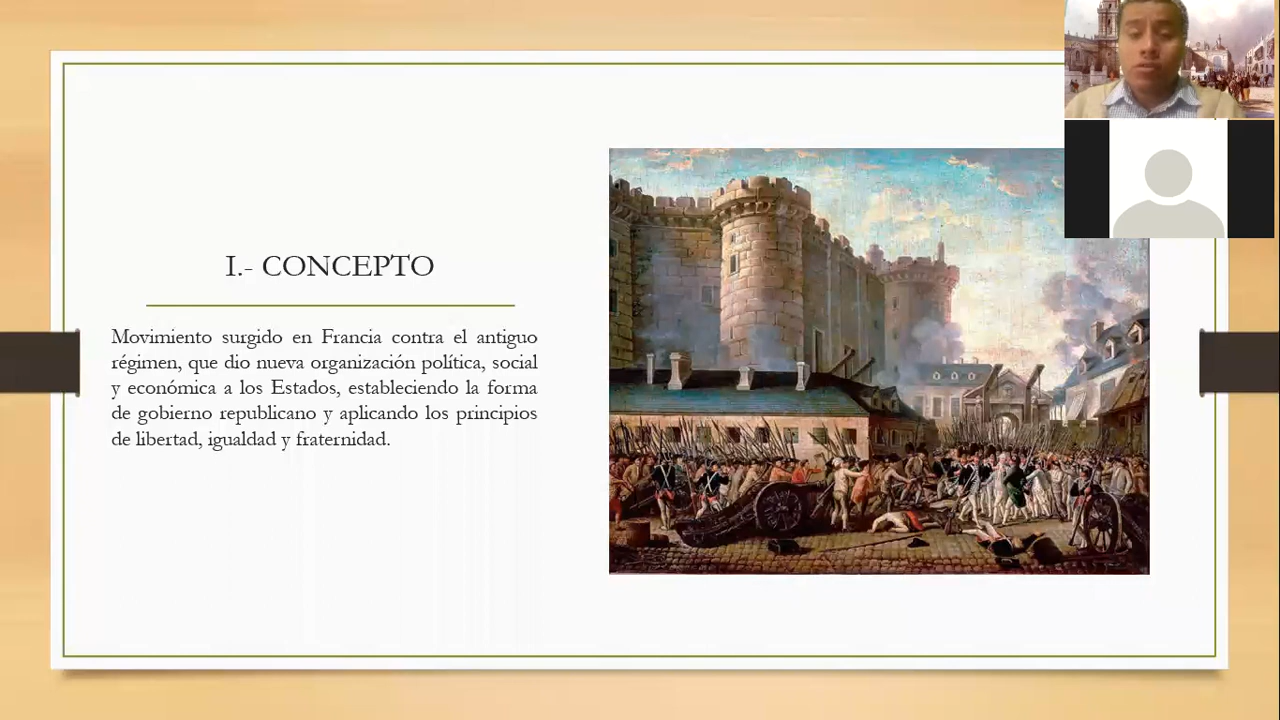 I.- CONCEPTO
Movimiento surgido en Francia contra el antiguo
régimen, que dio nueva organización política, social
y económica a los Estados, estableciendo la forma
de gobierno republicano y aplicando los principios
de libertad, igualdad y fraternidad.